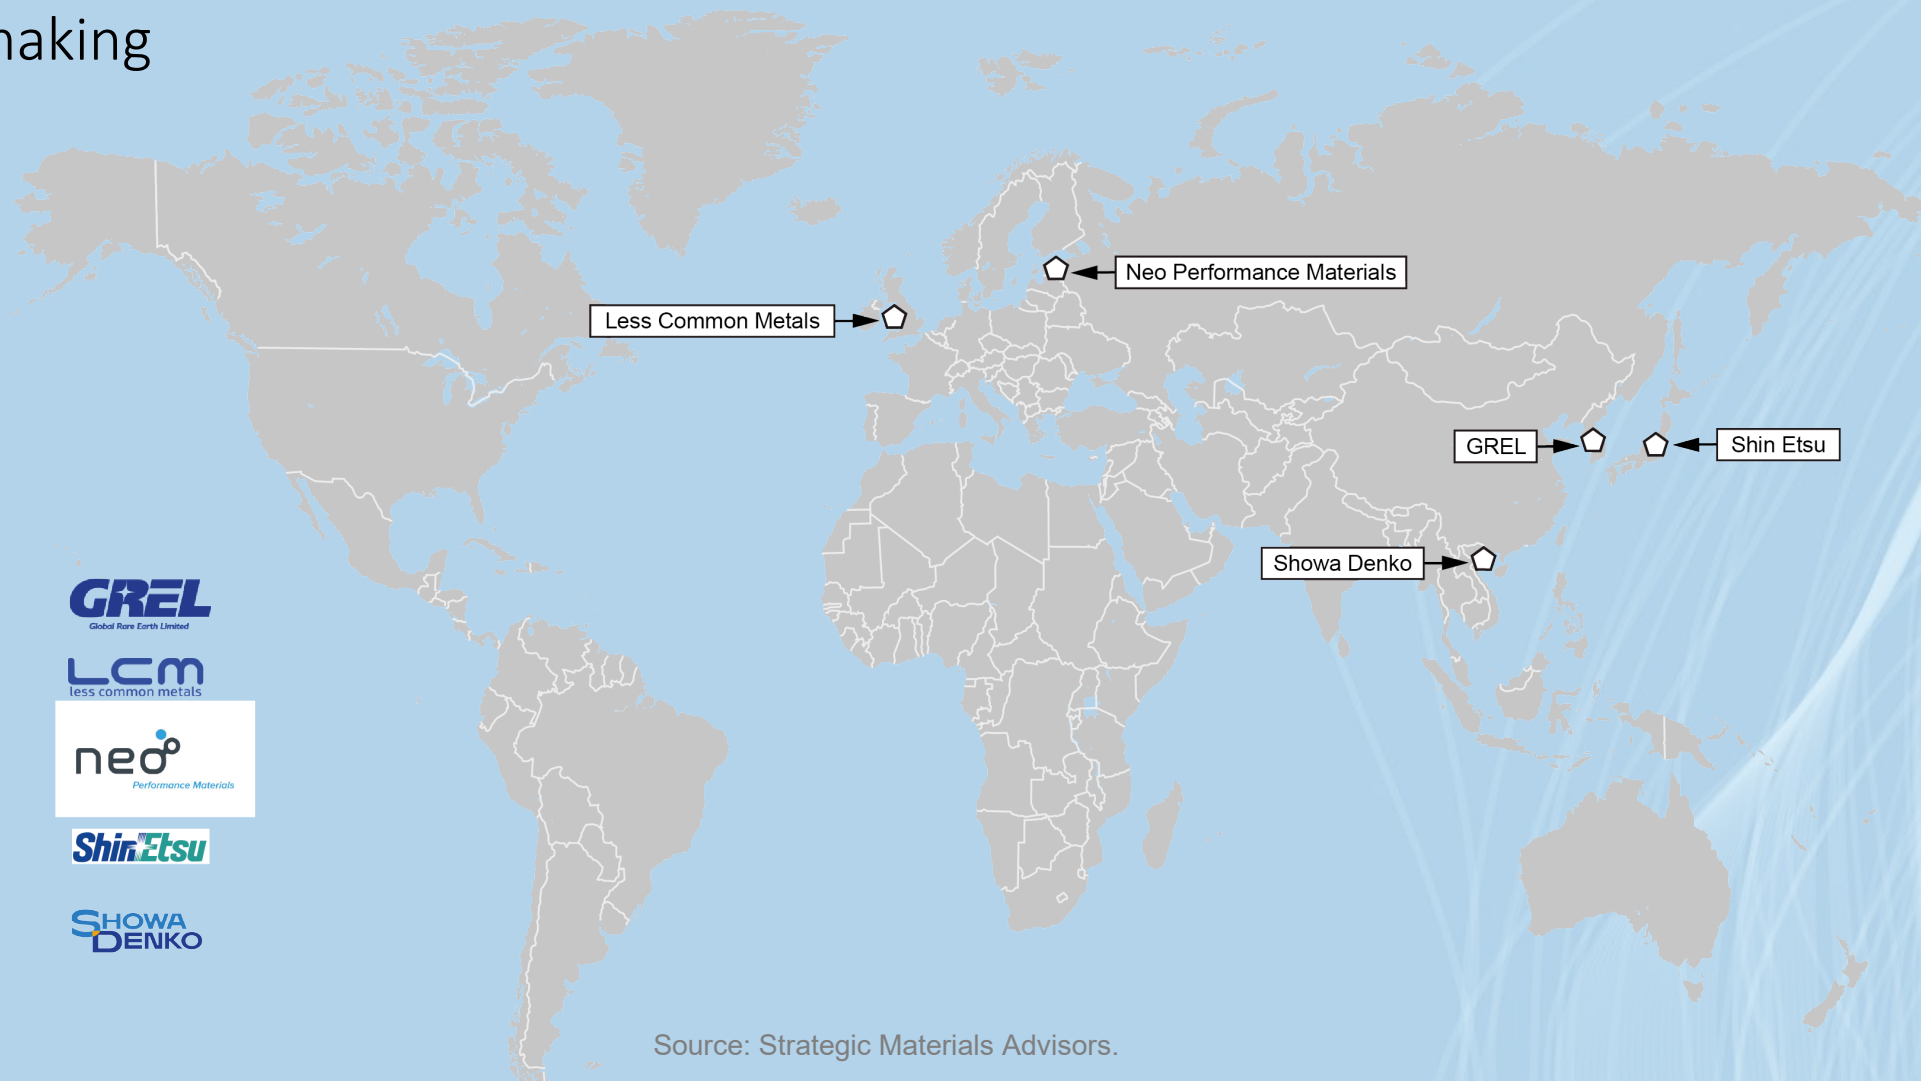 naking
Neo Performance Materials
Less Common Metals
GREL
Shin Etsu
Showa Denko
GREL
Global Rare Earth Limited
LCM
less common metals
neo
Performance Materials
ShinEtsu
SHOWA
DENKO
Source: Strategic Materials Advisors.